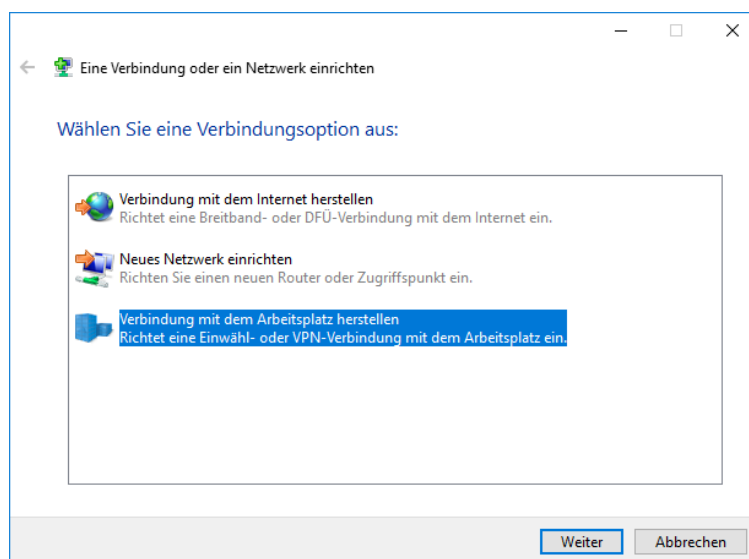 Eine Verbindung oder ein Netzwerk einrichten
Wählen Sie eine Verbindungsoption aus:
Verbindung mit dem Internet herstellen
Richtet eine Breitband- oder DFÜ-Verbindung mit dem Internet ein.
Neues Netzwerk einrichten
Richten Sie einen neuen Router oder Zugriffspunkt ein.
Verbindung mit dem Arbeitsplatz herstellen
Richtet eine Einwähl- oder VPN-Verbindung mit dem Arbeitsplatz ein.
Weiter Abbrechen